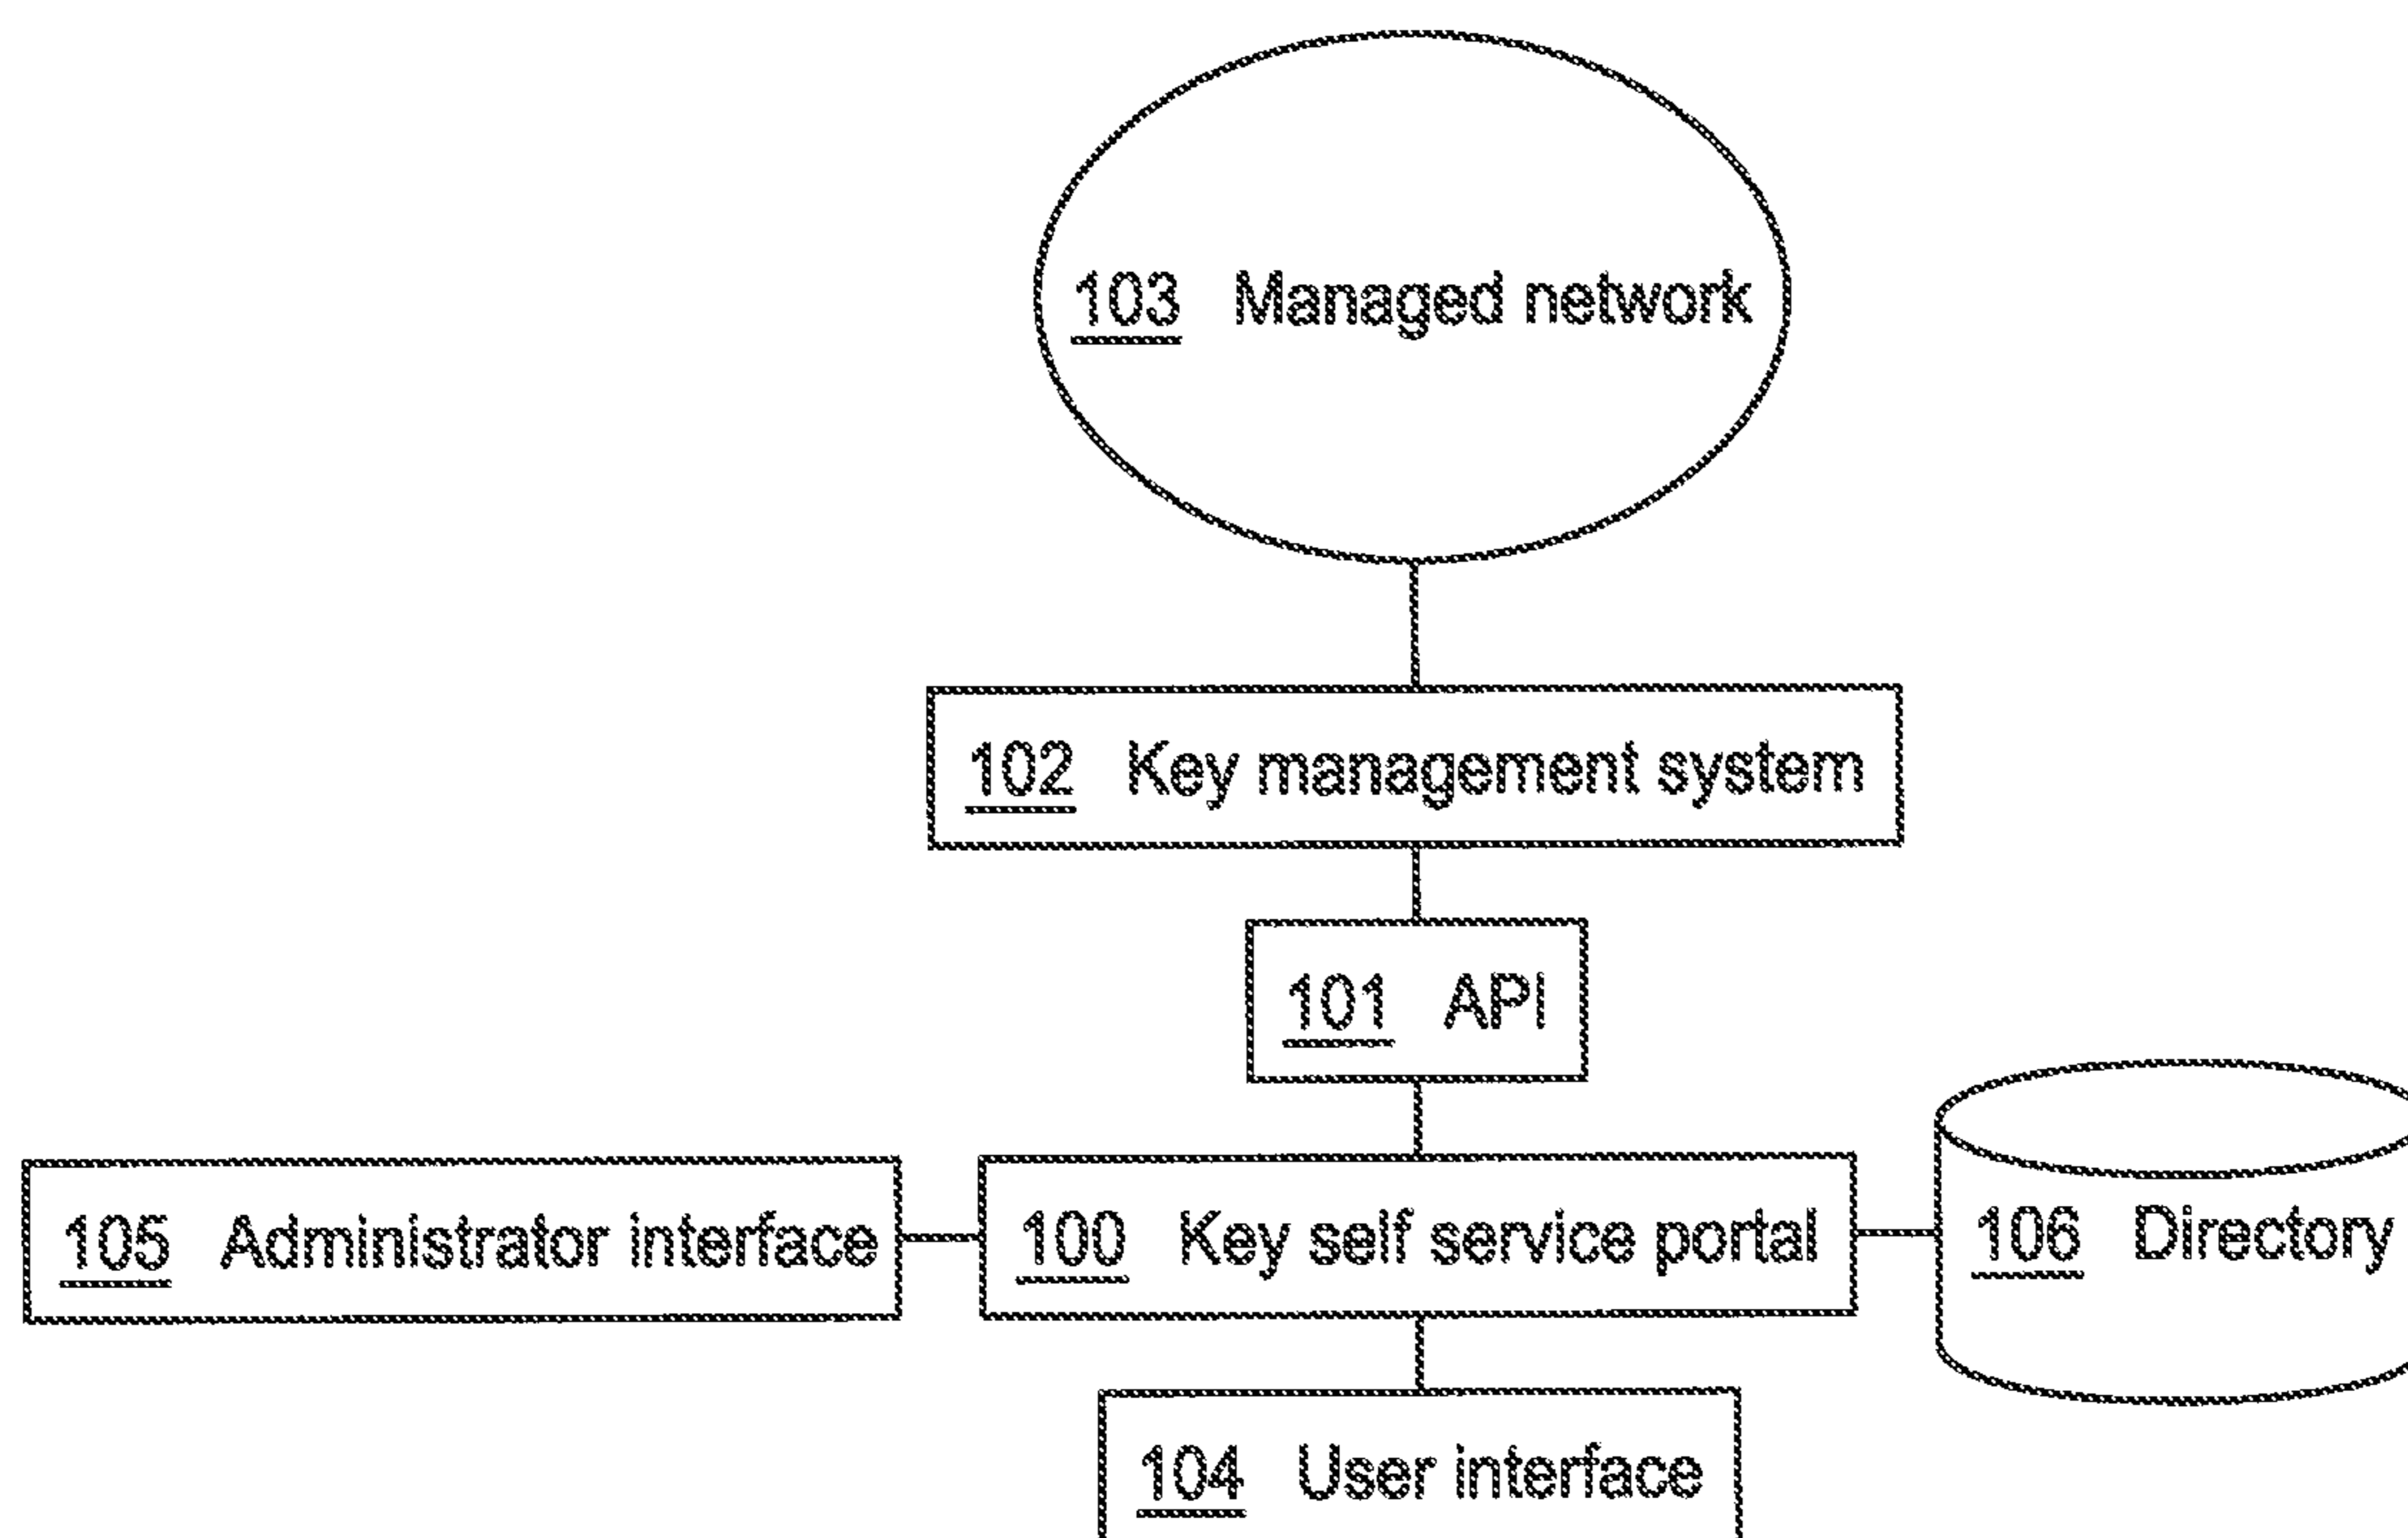 103 Managed network
102 Key management system
101 API
105 Administrator interface
100 Key self service portal
106 Directory
104 User interface